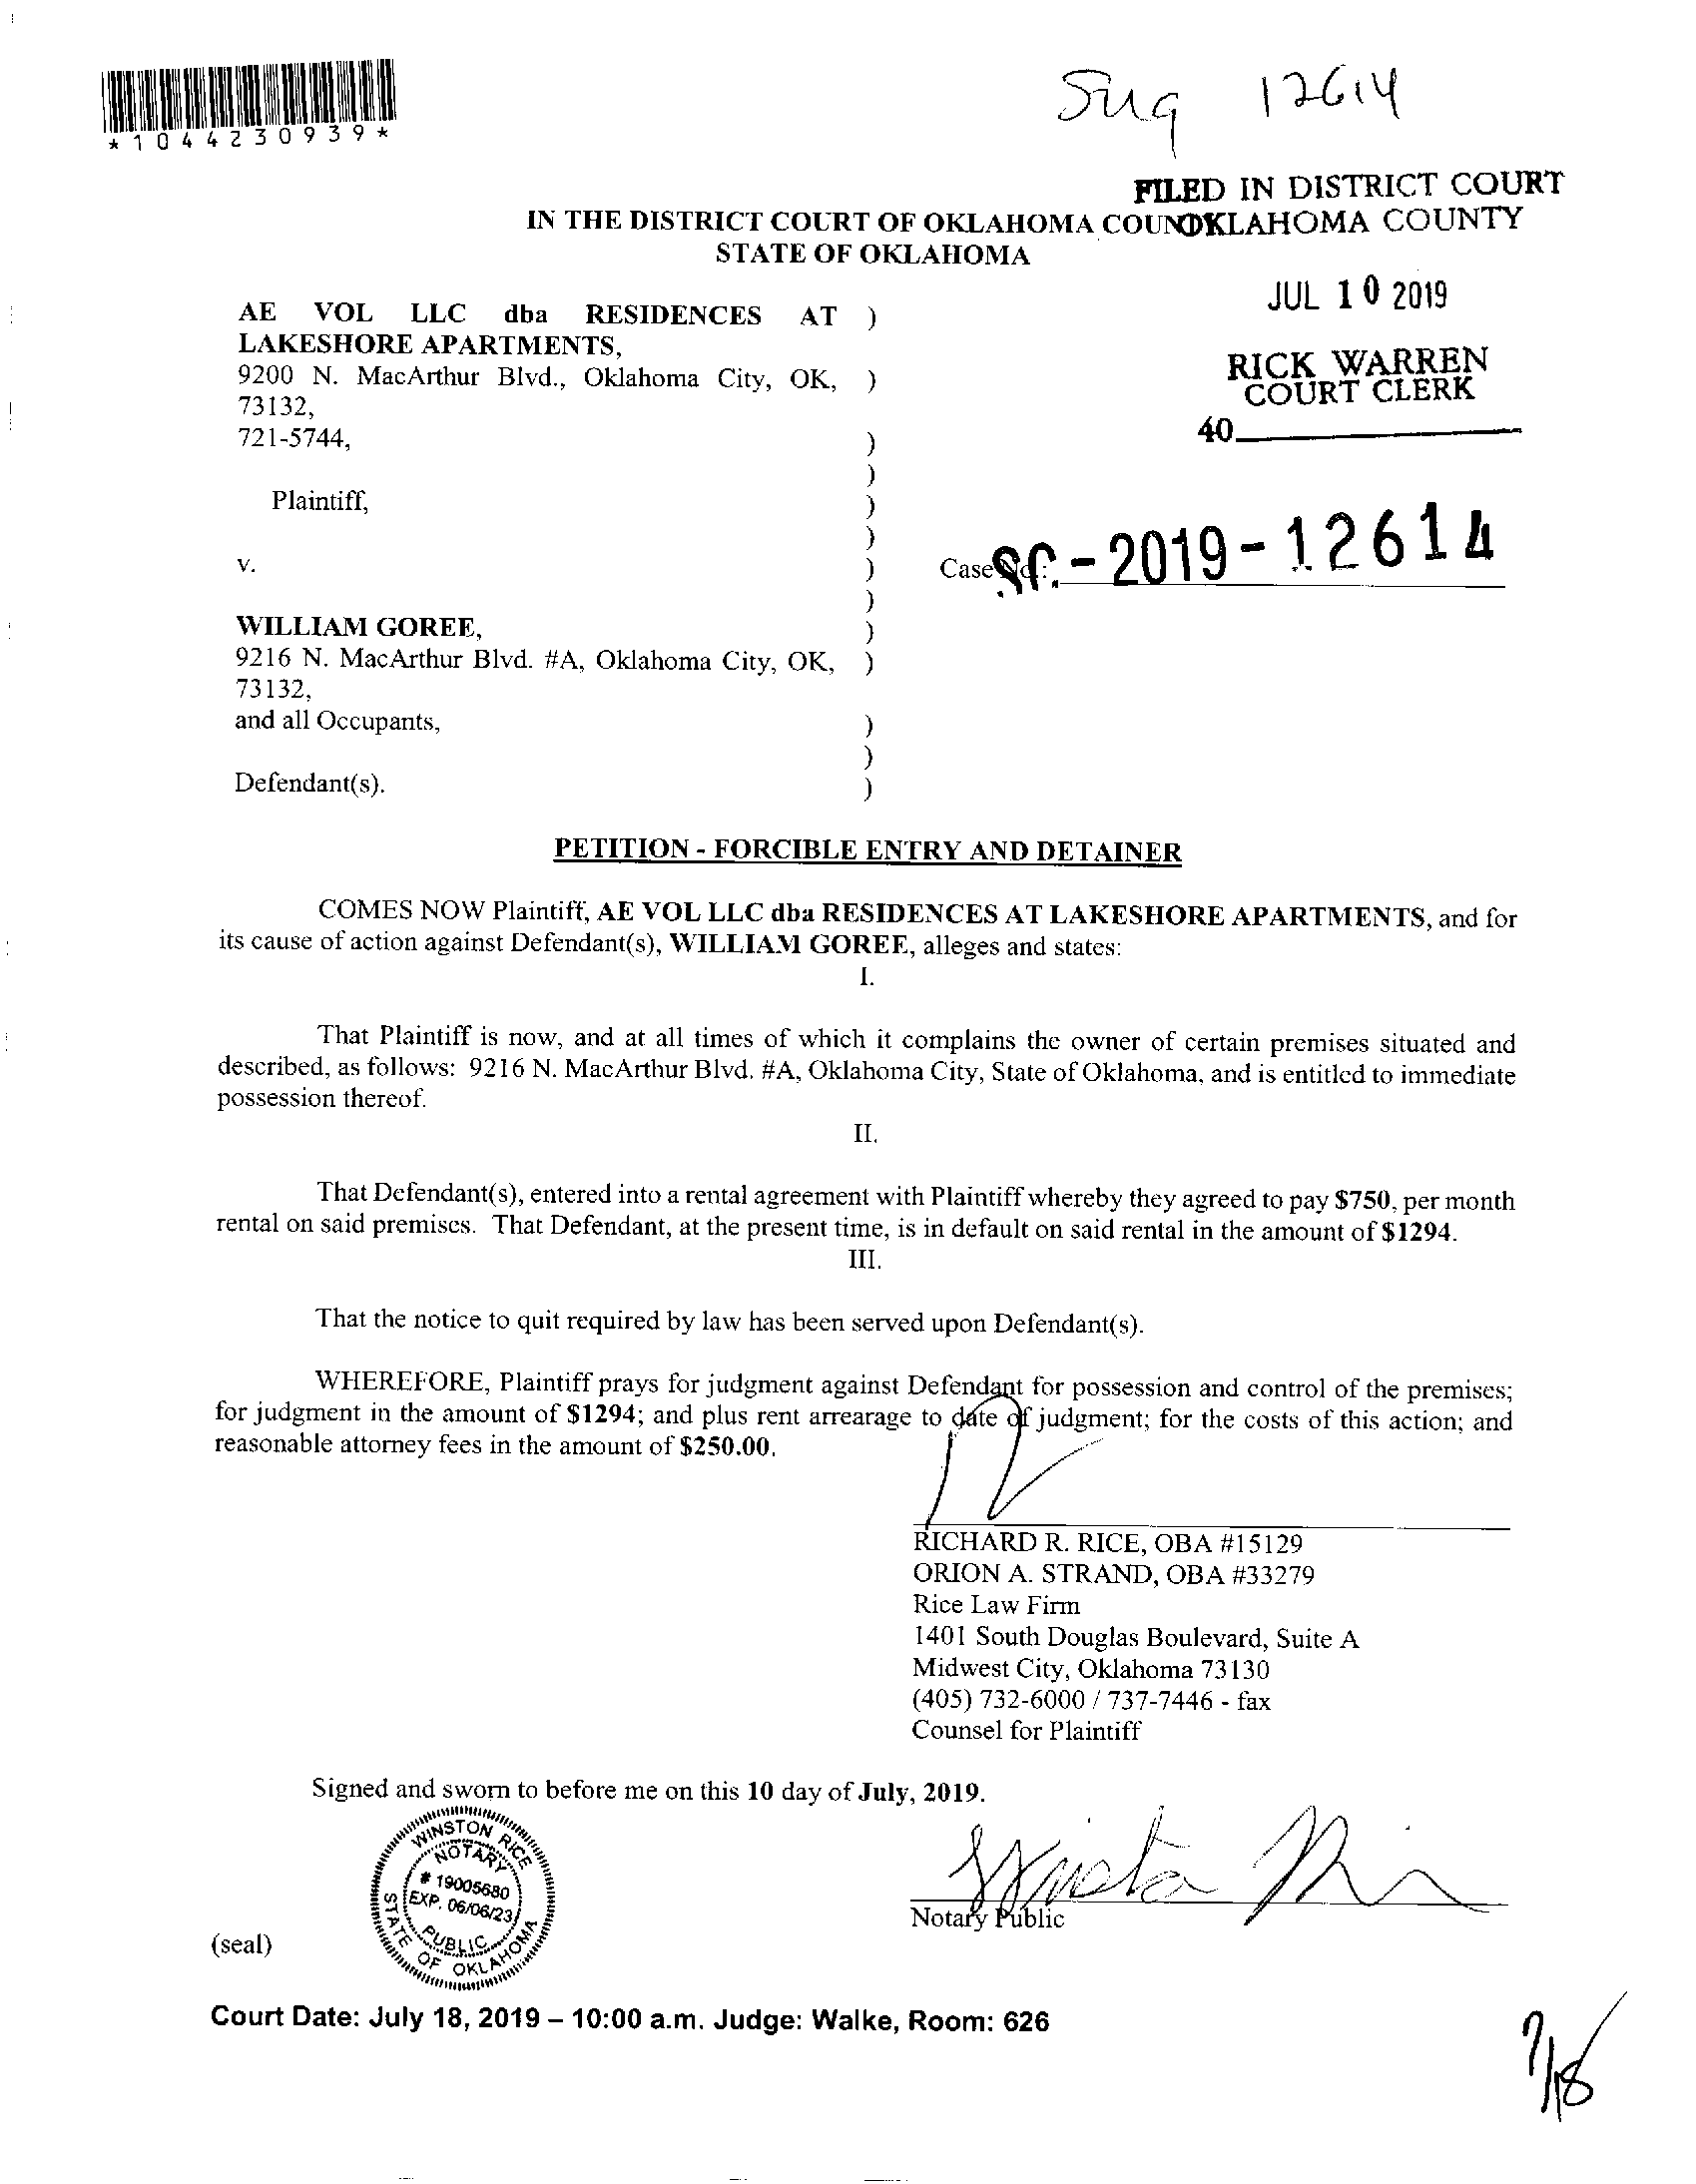 *1044230939*
Sug 12614
FILED IN DISTRICT COURT
OKLAHOMA COUNTY
IN THE DISTRICT COURT OF OKLAHOMA COUN
STATE OF OKLAHOMA
JUL 10 2019
RICK WARREN
COURT CLERK
40
AE VOL LLC dba RESIDENCES AT )
LAKESHORE APARTMENTS,
9200 N. MacArthur Blvd., Oklahoma City, OK, )
73132,
721-5744, )
)
Plaintiff, )
)
v. )
Case No.: SC-2019-12614
)
WILLIAM GOREE, )
9216 N. MacArthur Blvd. #A, Oklahoma City, OK, )
73132,
and all Occupants, )
)
Defendant(s). )
PETITION - FORCIBLE ENTRY AND DETAINER
COMES NOW Plaintiff, AE VOL LLC dba RESIDENCES AT LAKESHORE APARTMENTS, and for
its cause of action against Defendant(s), WILLIAM GOREE, alleges and states:
I.
That Plaintiff is now, and at all times of which it complains the owner of certain premises situated and
described, as follows: 9216 N. MacArthur Blvd. #A, Oklahoma City, State of Oklahoma, and is entitled to immediate
possession thereof.
II.
That Defendant(s), entered into a rental agreement with Plaintiff whereby they agreed to pay $750, per month
rental on said premises. That Defendant, at the present time, is in default on said rental in the amount of $1294.
III.
That the notice to quit required by law has been served upon Defendant(s).
WHEREFORE, Plaintiff prays for judgment against Defendant for possession and control of the premises;
for judgment in the amount of $1294; and plus rent arrearage to date of judgment; for the costs of this action; and
reasonable attorney fees in the amount of $250.00.
RICHARD R. RICE, OBA #15129
ORION A. STRAND, OBA #33279
Rice Law Firm
1401 South Douglas Boulevard, Suite A
Midwest City, Oklahoma 73130
(405) 732-6000 / 737-7446 - fax
Counsel for Plaintiff
Signed and sworn to before me on this 10 day of July, 2019.
WINSTON RICE
NOTARY
# 19005680
EXP. 06/06/23
PUBLIC
STATE OF OKLAHOMA
Notary Public
(seal)
Court Date: July 18, 2019 – 10:00 a.m. Judge: Walke, Room: 626
7/18